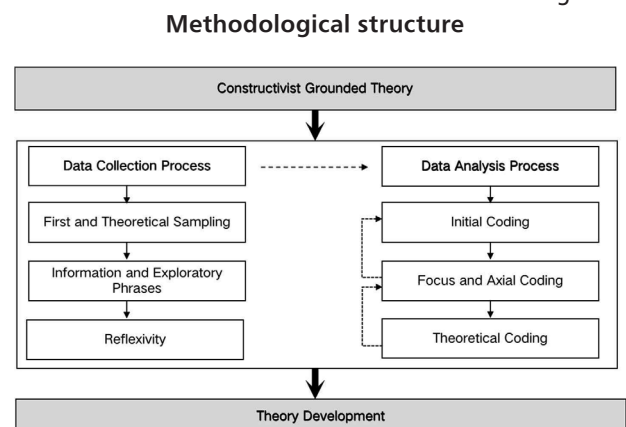 Methodological structure
Constructivist Grounded Theory
Data Collection Process
First and Theoretical Sampling
Information and Exploratory
Phrases
Reflexivity
Data Analysis Process
Initial Coding
Focus and Axial Coding
Theoretical Coding
Theory Development